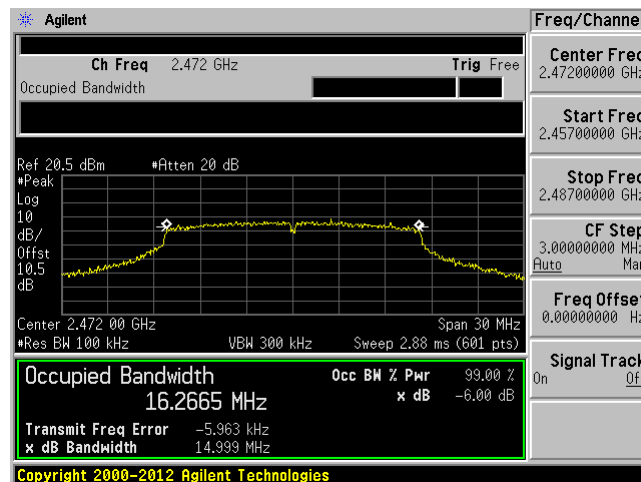 Agilent
Freq/Channe
Ch Freq 2.472 GHz Trig Free
Occupied Bandwidth
Center Freq
2.47200000 GHz
Start Freq
2.45700000 GHz
Stop Freq
2.48700000 GHz
CF Step
3.00000000 MHz
Auto Man
Freq Offset
0.00000000 Hz
Signal Track
On Off
Ref 20.5 dBm #Atten 20 dB
#Peak
Log
10
dB/
Offst
10.5
dB
Center 2.472 00 GHz Span 30 MHz
#Res BW 100 kHz VBW 300 kHz Sweep 2.88 ms (601 pts)
Occupied Bandwidth Occ BW % Pwr 99.00 %
16.2665 MHz x dB -6.00 dB
Transmit Freq Error -5.963 kHz
x dB Bandwidth 14.999 MHz
Copyright 2000-2012 Agilent Technologies